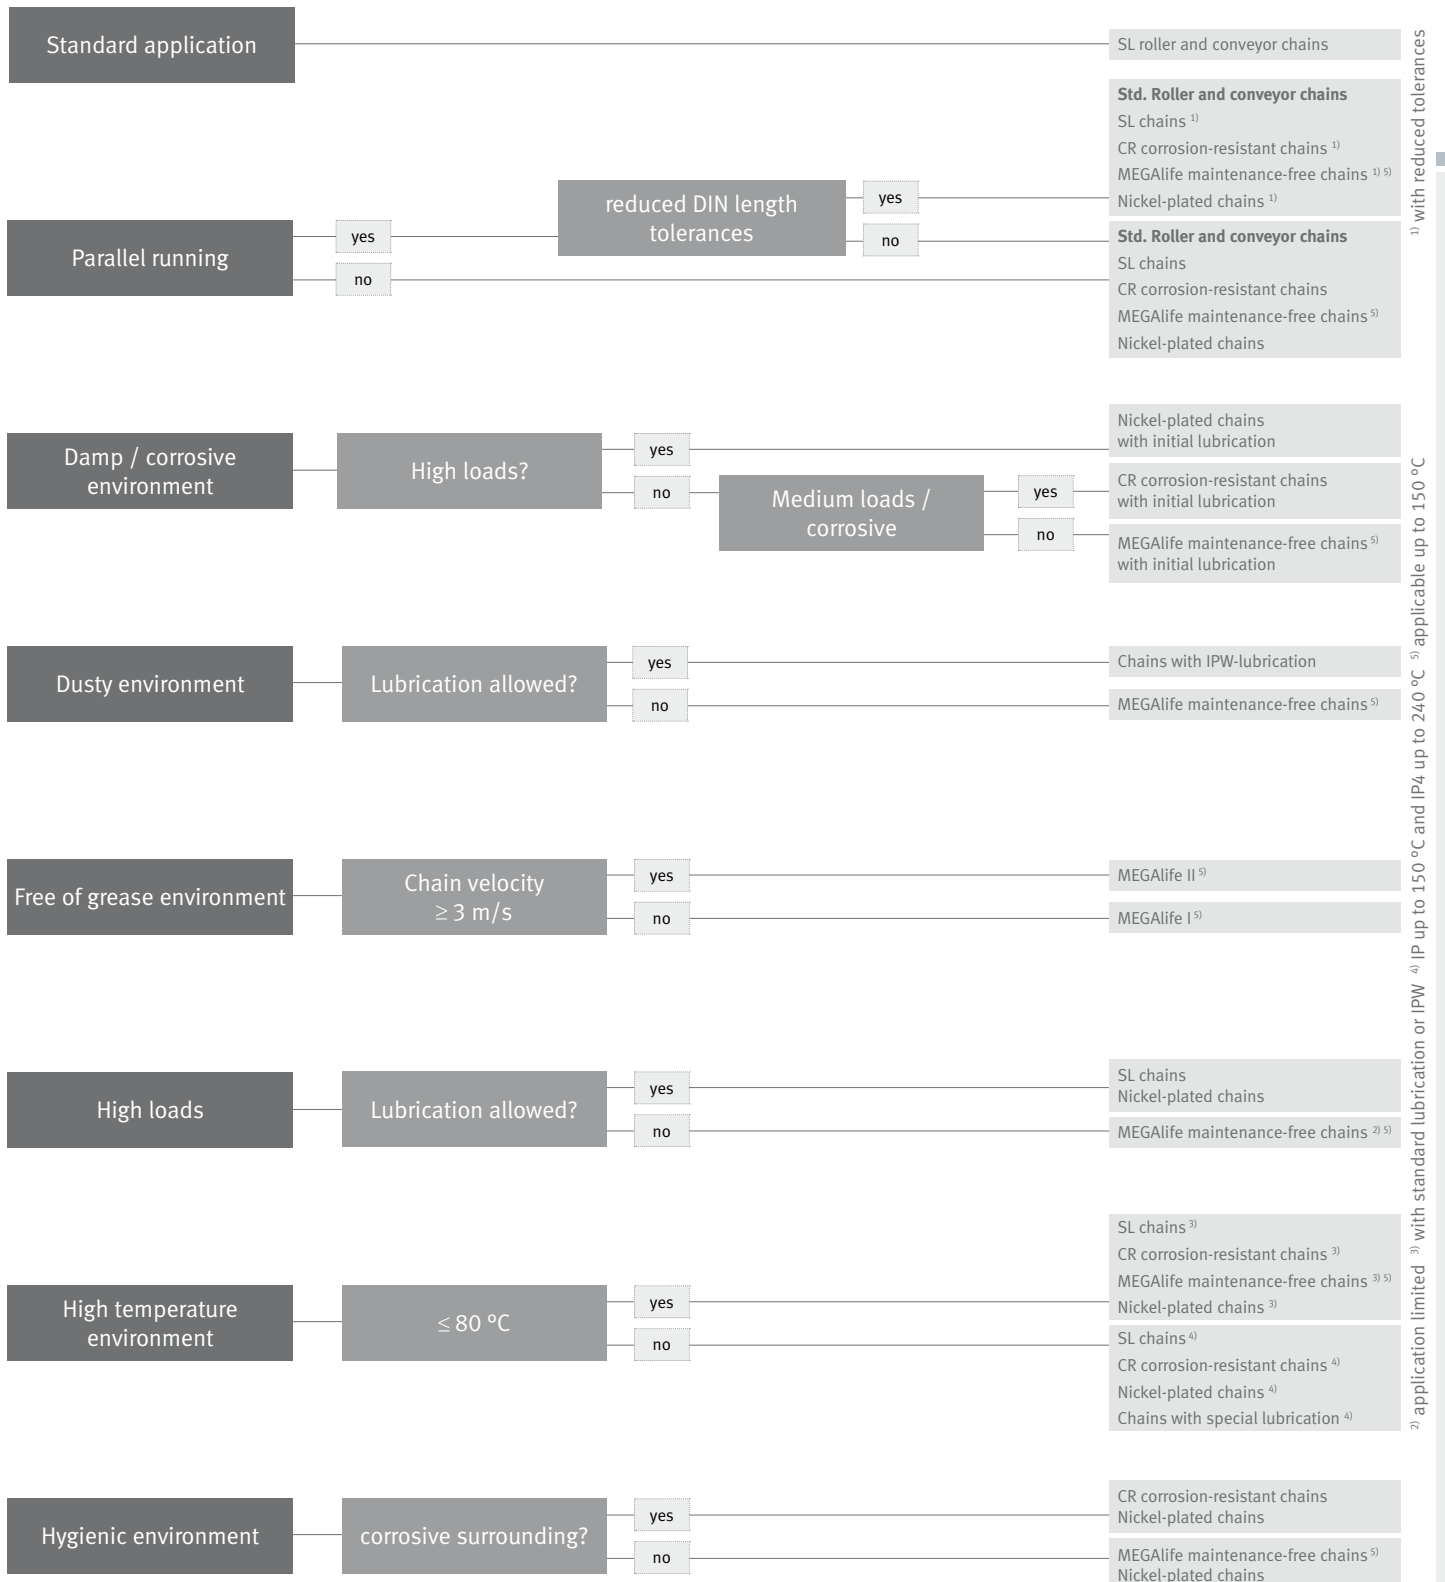 Standard application
SL roller and conveyor chains
Parallel running
yes
no
reduced DIN length
tolerances
yes
no
Std. Roller and conveyor chains
SL chains 1)
CR corrosion-resistant chains 1)
MEGAlife maintenance-free chains 1) 5)
Nickel-plated chains 1)
Std. Roller and conveyor chains
SL chains
CR corrosion-resistant chains
MEGAlife maintenance-free chains 5)
Nickel-plated chains
Damp / corrosive
environment
High loads?
yes
no
Medium loads /
corrosive
yes
no
Nickel-plated chains
with initial lubrication
CR corrosion-resistant chains
with initial lubrication
MEGAlife maintenance-free chains 5)
with initial lubrication
Dusty environment
Lubrication allowed?
yes
no
Chains with IPW-lubrication
MEGAlife maintenance-free chains 5)
Free of grease environment
Chain velocity
≥ 3 m/s
yes
no
MEGAlife II 5)
MEGAlife I 5)
High loads
Lubrication allowed?
yes
no
SL chains
Nickel-plated chains
MEGAlife maintenance-free chains 2) 5)
High temperature
environment
≤ 80 °C
yes
no
SL chains 3)
CR corrosion-resistant chains 3)
MEGAlife maintenance-free chains 3) 5)
Nickel-plated chains 3)
SL chains 4)
CR corrosion-resistant chains 4)
Nickel-plated chains 4)
Chains with special lubrication 4)
Hygienic environment
corrosive surrounding?
yes
no
CR corrosion-resistant chains
Nickel-plated chains
MEGAlife maintenance-free chains 5)
Nickel-plated chains
1) with reduced tolerances
2) application limited 3) with standard lubrication or IPW 4) IP up to 150 °C and IP4 up to 240 °C 5) applicable up to 150 °C